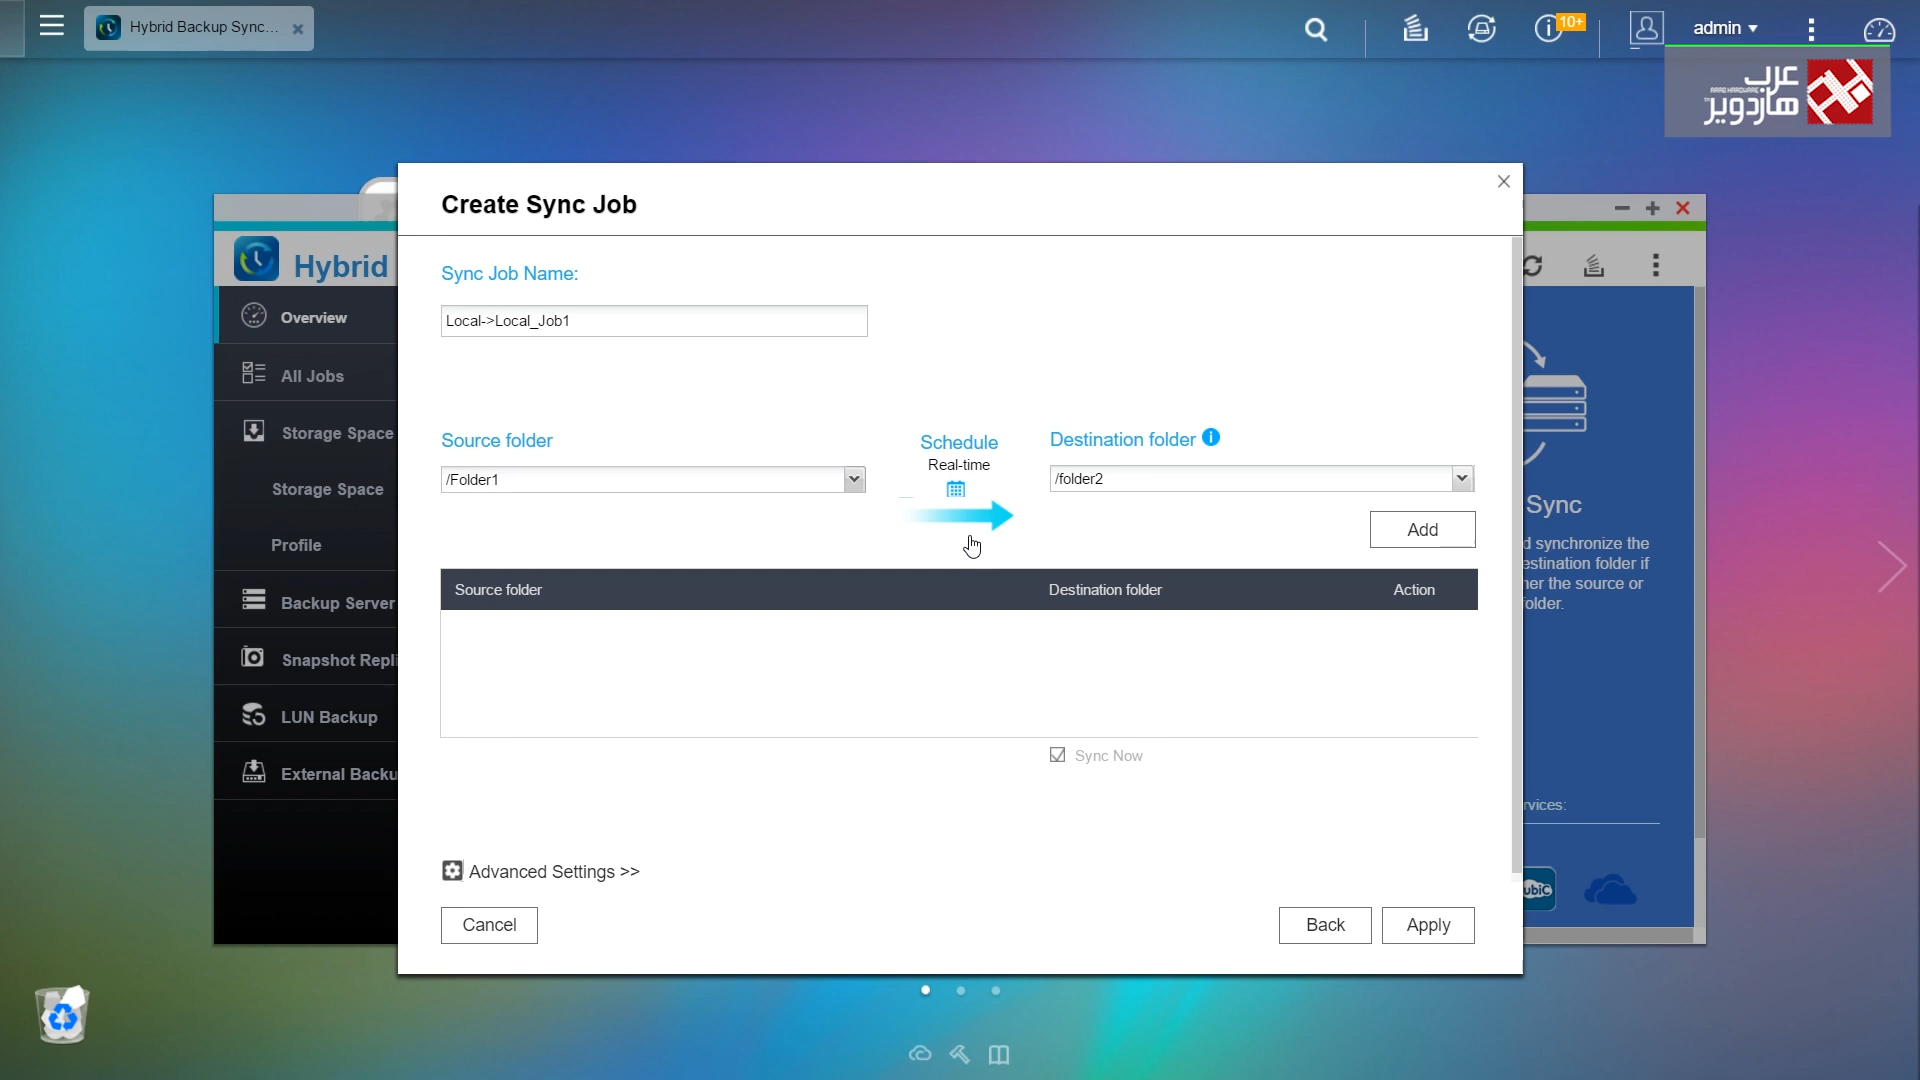 Hybrid Backup Sync...
10+
admin
عرب
ARAB HARDWARE
هاردوير
Create Sync Job
Hybrid
Sync Job Name:
Overview
Local->Local_Job1
All Jobs
Storage Space
Source folder
Schedule
Destination folder
Real-time
/Folder1
/folder2
Storage Space
Sync
Add
Profile
d synchronize the
estination folder if
her the source or
folder.
Source folder
Destination folder
Action
Backup Server
Snapshot Repli
LUN Backup
Sync Now
External Backu
rvices:
Advanced Settings >>
ubiC
Cancel
Back
Apply